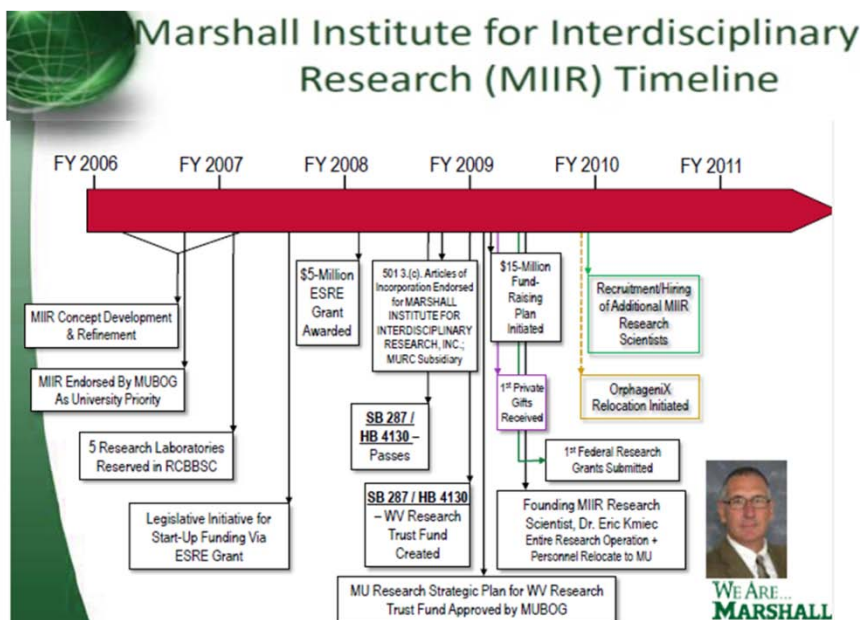 Marshall Institute for Interdisciplinary
Research (MIIR) Timeline
FY 2006
FY 2007
FY 2008
FY 2009
FY 2010
FY 2011
MIIR Concept Development
& Refinement
MIIR Endorsed By MUBOG
As University Priority
5 Research Laboratories
Reserved in RCBBSC
Legislative Initiative for
Start-Up Funding Via
ESRE Grant
$5-Million
ESRE
Grant
Awarded
501 3.(c). Articles of
Incorporation Endorsed
for MARSHALL
INSTITUTE FOR
INTERDISCIPLINARY
RESEARCH, INC.;
MURC Subsidiary
SB 287 /
HB 4130 –
Passes
SB 287 / HB 4130
– WV Research
Trust Fund
Created
MU Research Strategic Plan for WV Research
Trust Fund Approved by MUBOG
$15-Million
Fund-
Raising
Plan
Initiated
1st Private
Gifts
Received
1st Federal Research
Grants Submitted
Founding MIIR Research
Scientist, Dr. Eric Kmiec
Entire Research Operation +
Personnel Relocate to MU
Recruitment/Hiring
of Additional MIIR
Research
Scientists
OrphageniX
Relocation Initiated
WE ARE...
MARSHALL